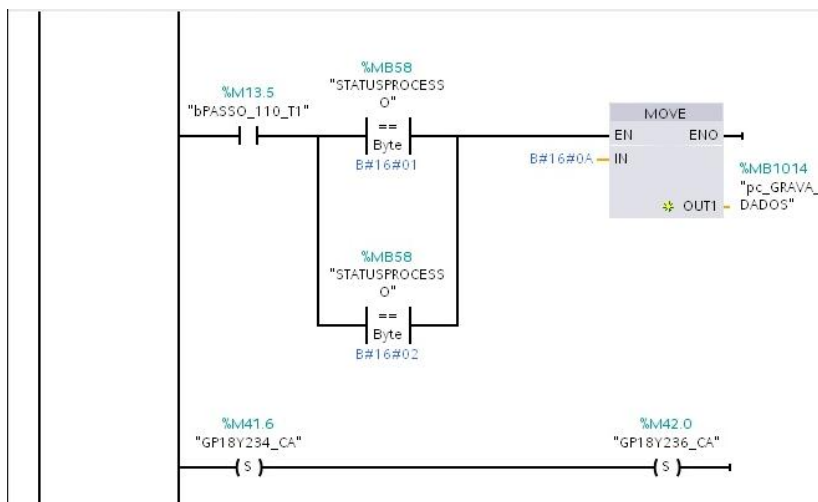 %MB58
"STATUSPROCESS
O"
%M13.5
"bPASSO_110_T1"
==
Byte
B#16#01
MOVE
EN ENO
B#16#0A IN
%MB1014
"pc_GRAVA_
DADOS"
OUT1
%MB58
"STATUSPROCESS
O"
==
Byte
B#16#02
%M41.6
"GP18Y234_CA"
S
%M42.0
"GP18Y236_CA"
S